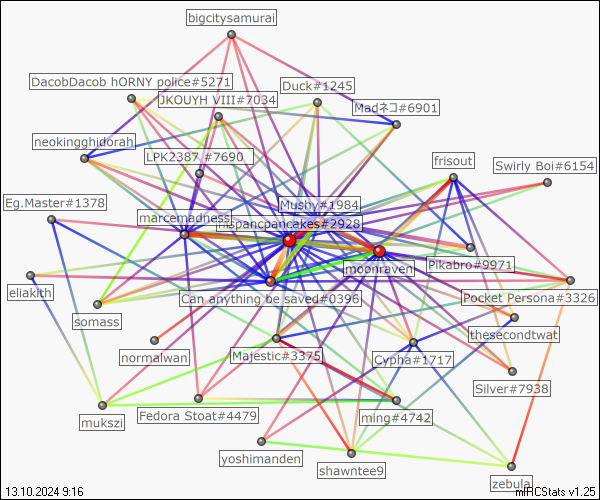 bigcitysamurai
DacobDacob hORNY police#5271
Duck#1245
JKOUYH VIII#7034
Madネコ#6901
neokingghidorah
LPK2387 #7690
frisout
Swirly Boi#6154
Eg.Master#1378
Mushy#1984
marcemadness
mspancpancakes#2928
moonraven
Pikabro#9971
eliakith
Can anything be saved#0396
Pocket Persona#3326
somass
thesecondtwat
normalwan
Majestic#3375
Cypha#1717
Silver#7938
mukszi
Fedora Stoat#4479
ming#4742
yoshimanden
shawntee9
zebula
13.10.2024 9:16
mIRCStats v1.25